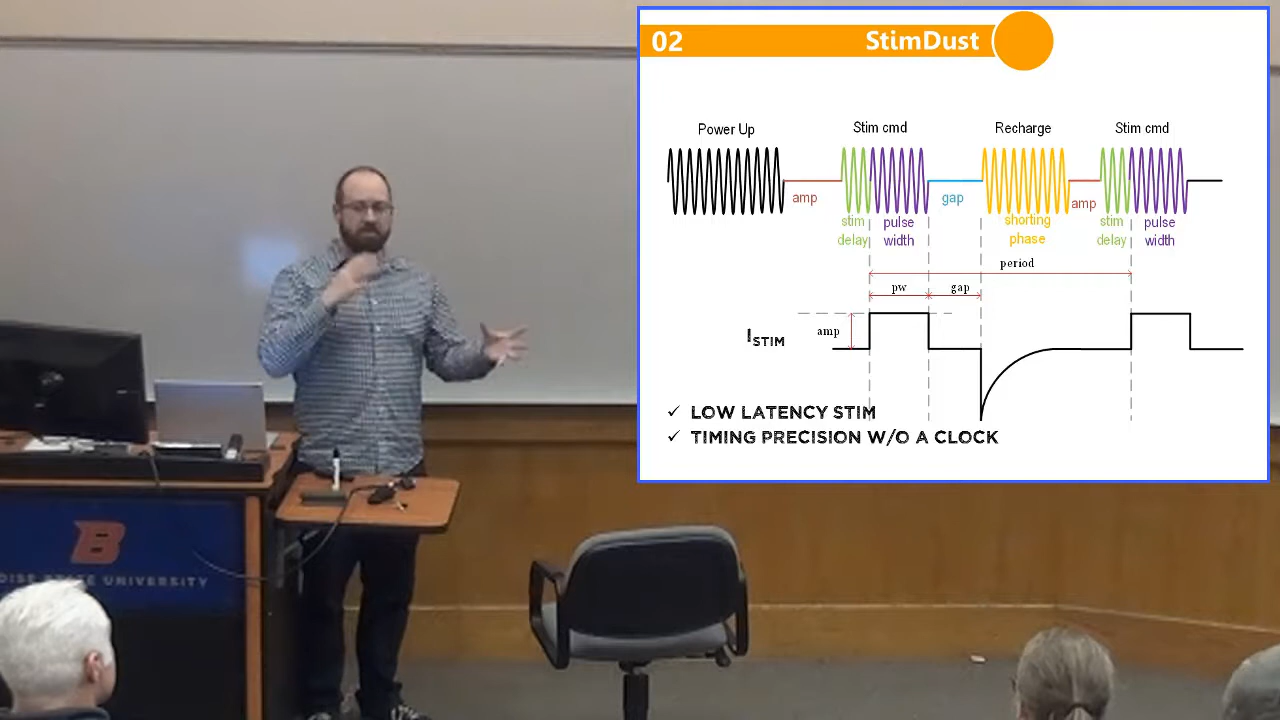 02 StimDust
Power Up Stim cmd Recharge Stim cmd
amp gap amp
stim delay pulse width shorting phase stim delay pulse width
period
pw gap
amp
ISTIM
✓ LOW LATENCY STIM
✓ TIMING PRECISION W/O A CLOCK
B
OISE STATE UNIVERSITY